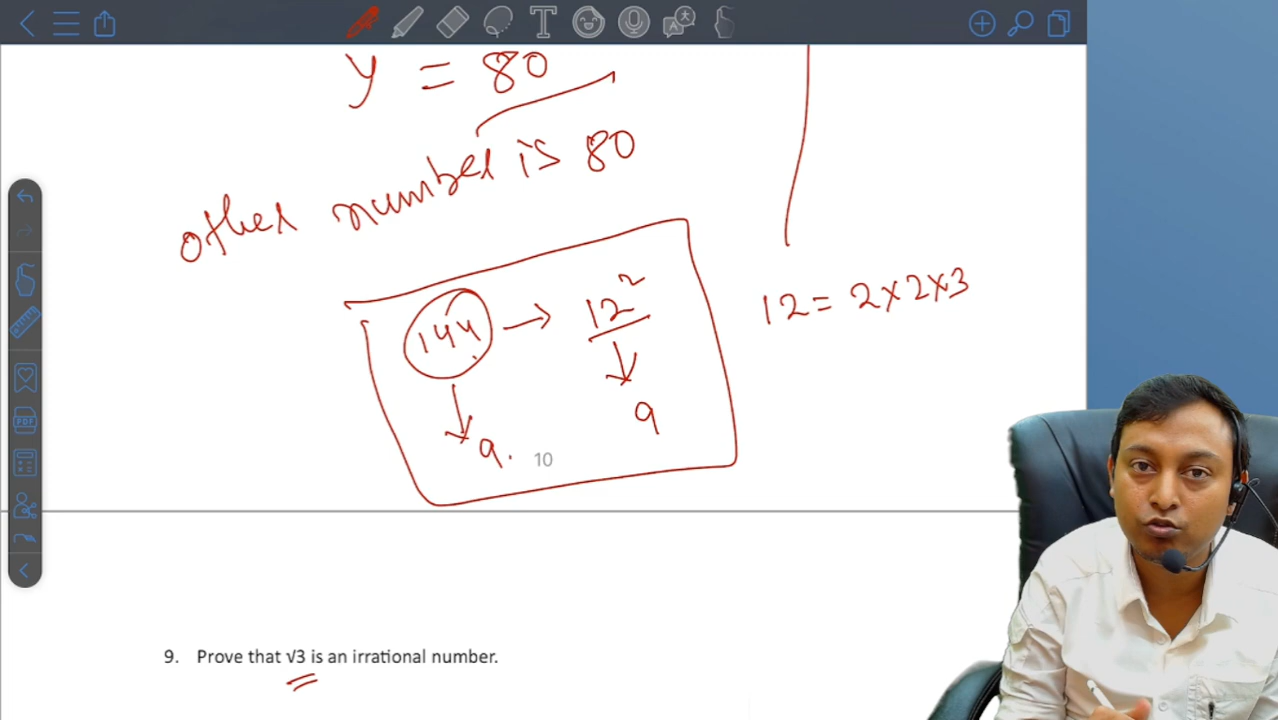 y = 80
other number is 80
144 → 12²
12 = 2×2×3
9. 9
10
9. Prove that √3 is an irrational number.